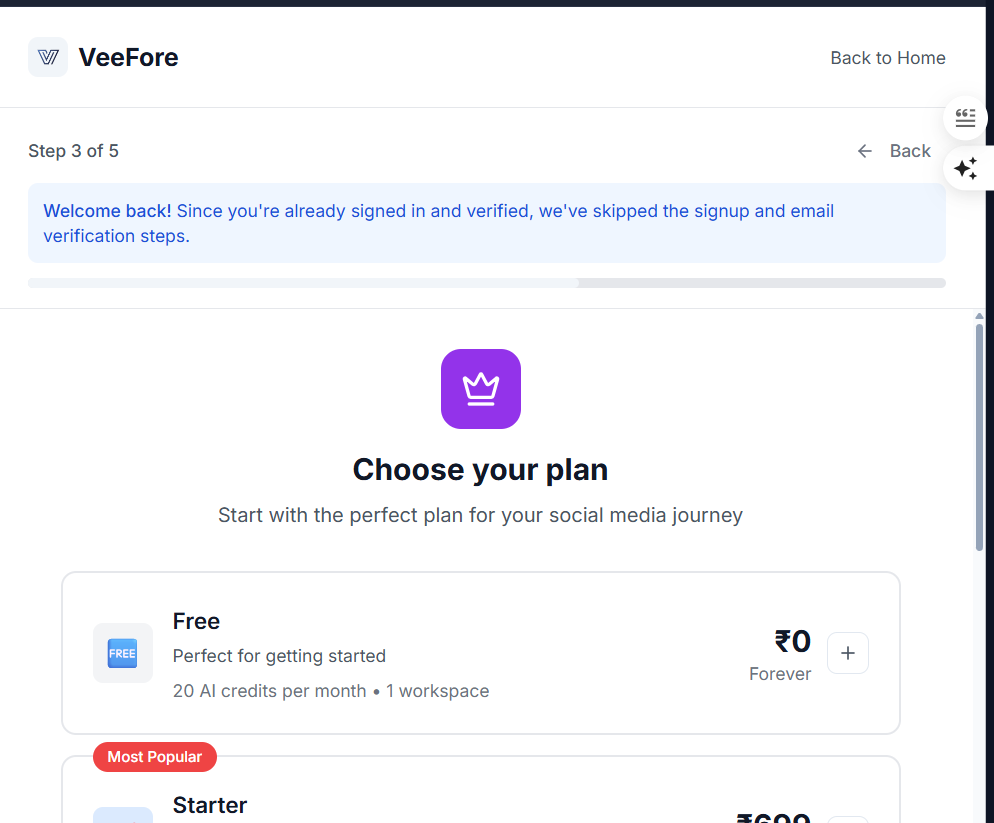 VeeFore
Back to Home
Step 3 of 5
Back
Welcome back! Since you're already signed in and verified, we've skipped the signup and email
verification steps.
Choose your plan
Start with the perfect plan for your social media journey
Free
FREE
Perfect for getting started
20 AI credits per month • 1 workspace
₹0
Forever
Most Popular
Starter